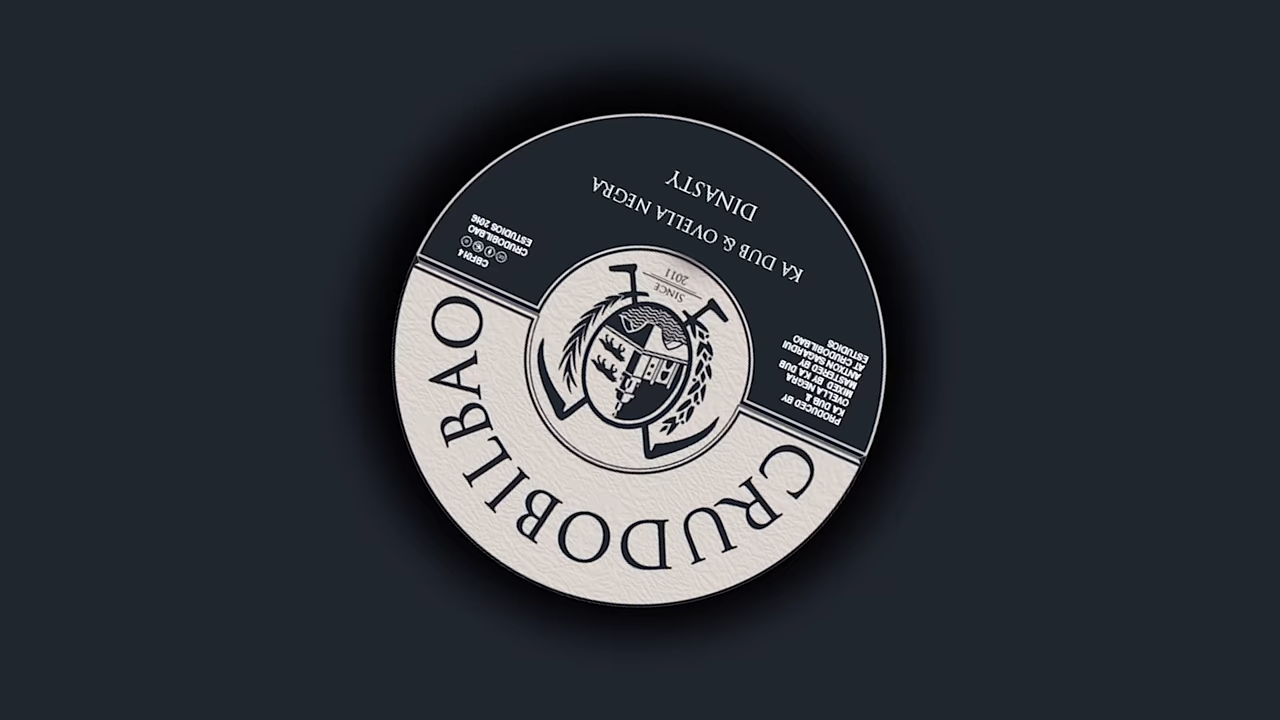 CRUDOBILBAO
PRODUCED BY
KA DUB &
OVELLA NEGRA
MIXED BY KA DUB
MASTERED BY
ANTXON SAGARDUI
AT CRUDOBILBAO
ESTUDIOS
SINCE
2011
CBF014
CRUDOBILBAO
ESTUDIOS 2016
KA DUB & OVELLA NEGRA
DINASTY